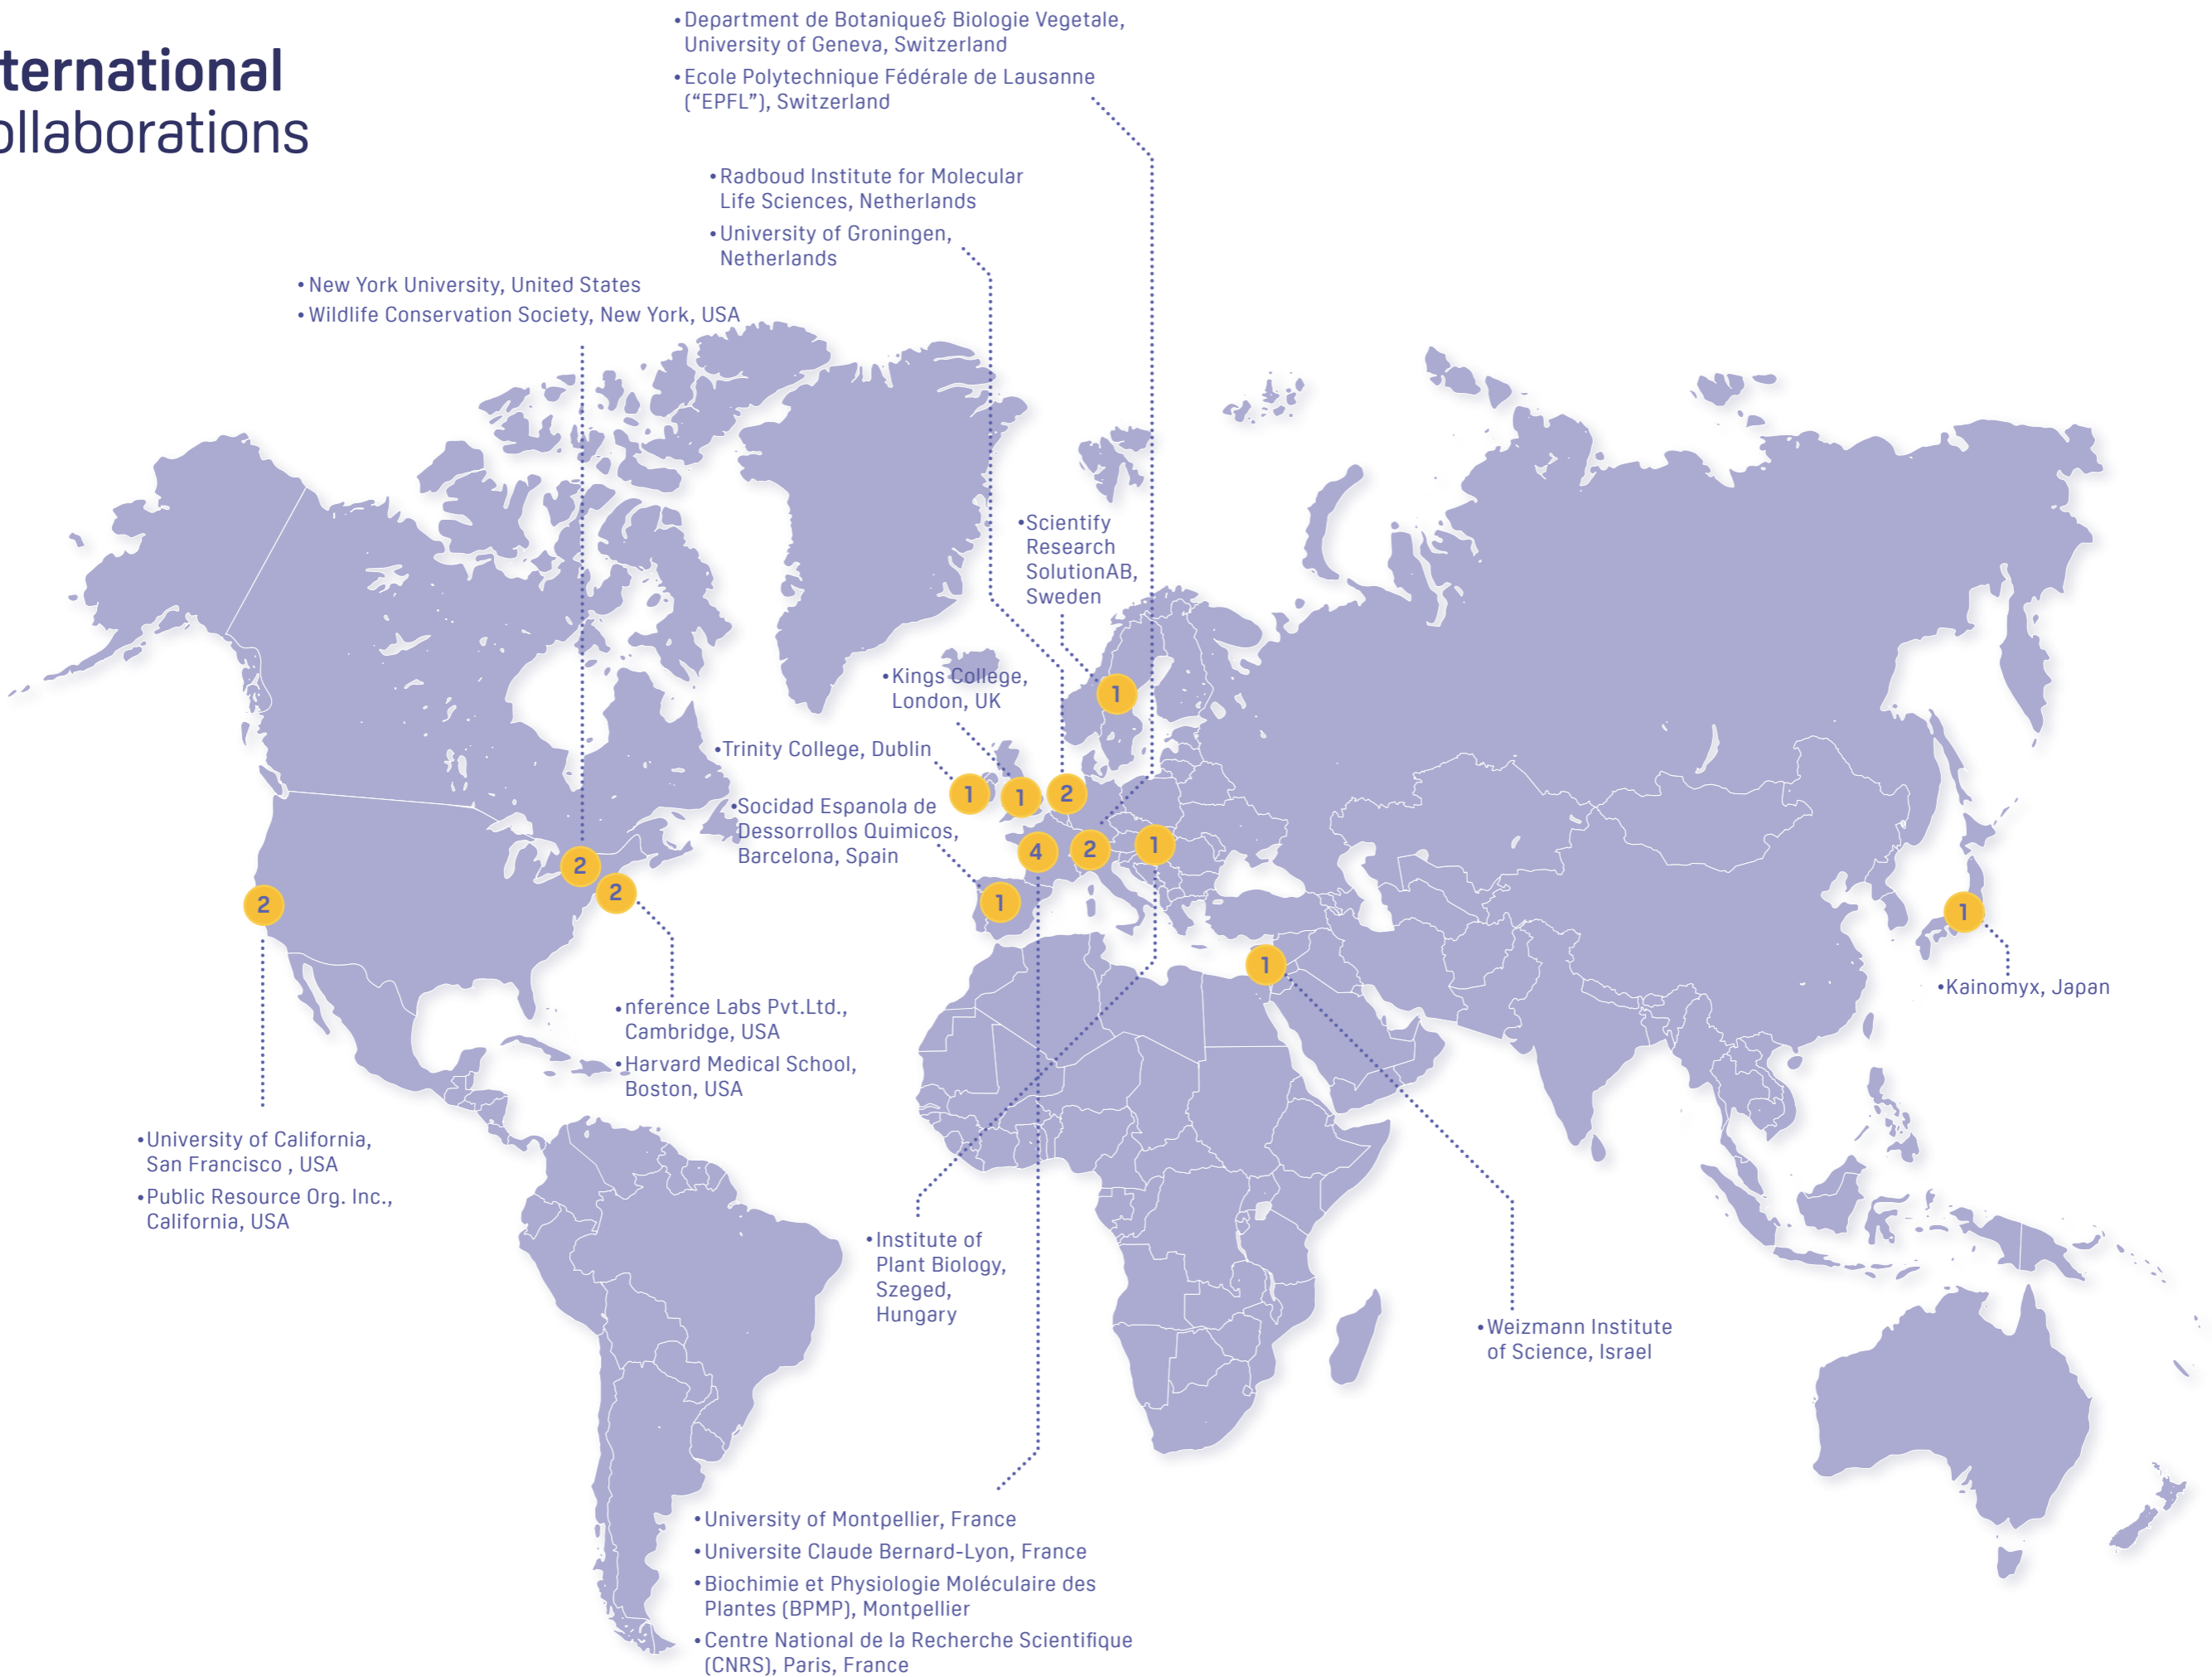 ternational
ollaborations
•Department de Botanique& Biologie Vegetale,
University of Geneva, Switzerland
•Ecole Polytechnique Fédérale de Lausanne
(“EPFL”), Switzerland
•Radboud Institute for Molecular
Life Sciences, Netherlands
•University of Groningen,
Netherlands
•New York University, United States
•Wildlife Conservation Society, New York, USA
•Scientify
Research
SolutionAB,
Sweden
•Kings College,
London, UK
•Trinity College, Dublin
•Socidad Espanola de
Dessorrollos Quimicos,
Barcelona, Spain
1
1
1
2
4
2
1
1
2
2
2
1
1
•Kainomyx, Japan
•nference Labs Pvt.Ltd.,
Cambridge, USA
•Harvard Medical School,
Boston, USA
•University of California,
San Francisco , USA
•Public Resource Org. Inc.,
California, USA
•Institute of
Plant Biology,
Szeged,
Hungary
•Weizmann Institute
of Science, Israel
•University of Montpellier, France
•Universite Claude Bernard-Lyon, France
•Biochimie et Physiologie Moléculaire des
Plantes (BPMP), Montpellier
•Centre National de la Recherche Scientifique
(CNRS), Paris, France